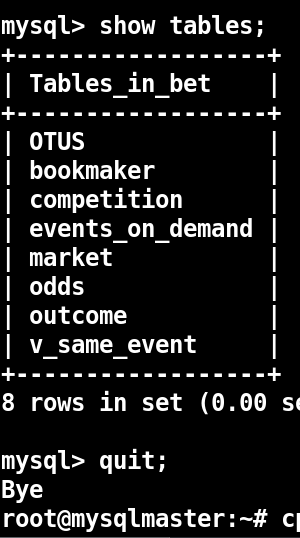 mysql> show tables;
+------------------+
| Tables_in_bet    |
+------------------+
| OTUS             |
| bookmaker        |
| competition      |
| events_on_demand |
| market           |
| odds             |
| outcome          |
| v_same_event     |
+------------------+
8 rows in set (0.00 se
mysql> quit;
Bye
root@mysqlmaster:~# cp